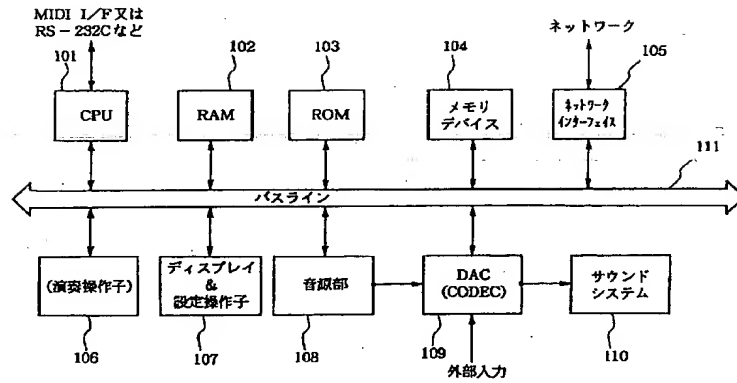 MIDI I/F又は
RS-232Cなど
ネットワーク
101
102
103
104
105
CPU
RAM
ROM
メモリ
デバイス
ネットワーク
インターフェイス
111
バスライン
(演奏操作子)
ディスプレイ
&
設定操作子
音源部
DAC
(CODEC)
サウンド
システム
106
107
108
109
外部入力
110